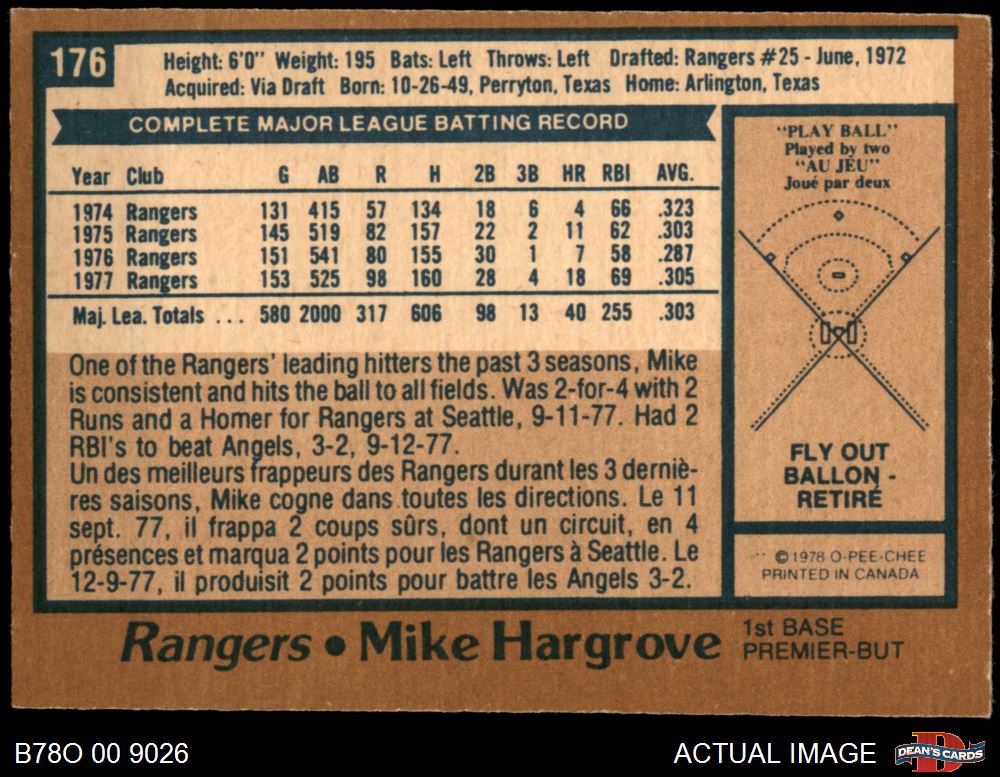 176
Height: 6'0" Weight: 195 Bats: Left Throws: Left Drafted: Rangers #25 - June, 1972
Acquired: Via Draft Born: 10-26-49, Perryton, Texas Home: Arlington, Texas
COMPLETE MAJOR LEAGUE BATTING RECORD
Year Club G AB R H 2B 3B HR RBI AVG.
1974 Rangers 131 415 57 134 18 6 4 66 .323
1975 Rangers 145 519 82 157 22 2 11 62 .303
1976 Rangers 151 541 80 155 30 1 7 58 .287
1977 Rangers 153 525 98 160 28 4 18 69 .305
Maj. Lea. Totals ... 580 2000 317 606 98 13 40 255 .303
One of the Rangers' leading hitters the past 3 seasons, Mike
is consistent and hits the ball to all fields. Was 2-for-4 with 2
Runs and a Homer for Rangers at Seattle, 9-11-77. Had 2
RBI's to beat Angels, 3-2, 9-12-77.
Un des meilleurs frappeurs des Rangers durant les 3 derniè-
res saisons, Mike cogne dans toutes les directions. Le 11
sept. 77, il frappa 2 coups sûrs, dont un circuit, en 4
présences et marqua 2 points pour les Rangers à Seattle. Le
12-9-77, il produisit 2 points pour battre les Angels 3-2.
"PLAY BALL"
Played by two
"AU JEU"
Joué par deux
FLY OUT
BALLON -
RETIRÉ
© 1978 O-PEE-CHEE
PRINTED IN CANADA
Rangers • Mike Hargrove
1st BASE
PREMIER-BUT
B78O 00 9026
ACTUAL IMAGE
DEAN'S CARDS